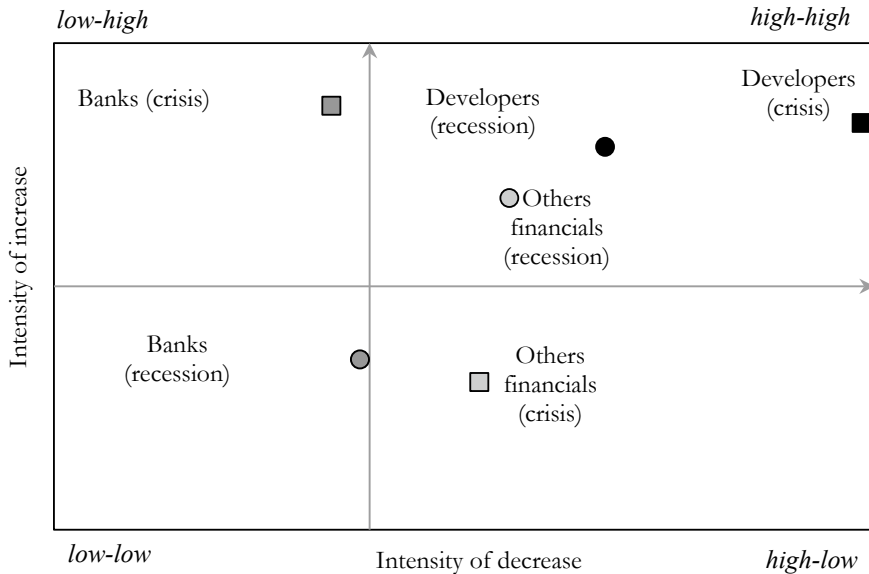 low-high
high-high
Banks (crisis)
Developers
(recession)
Developers
(crisis)
Others
financials
(recession)
Intensity of increase
Banks
(recession)
Others
financials
(crisis)
low-low
Intensity of decrease
high-low